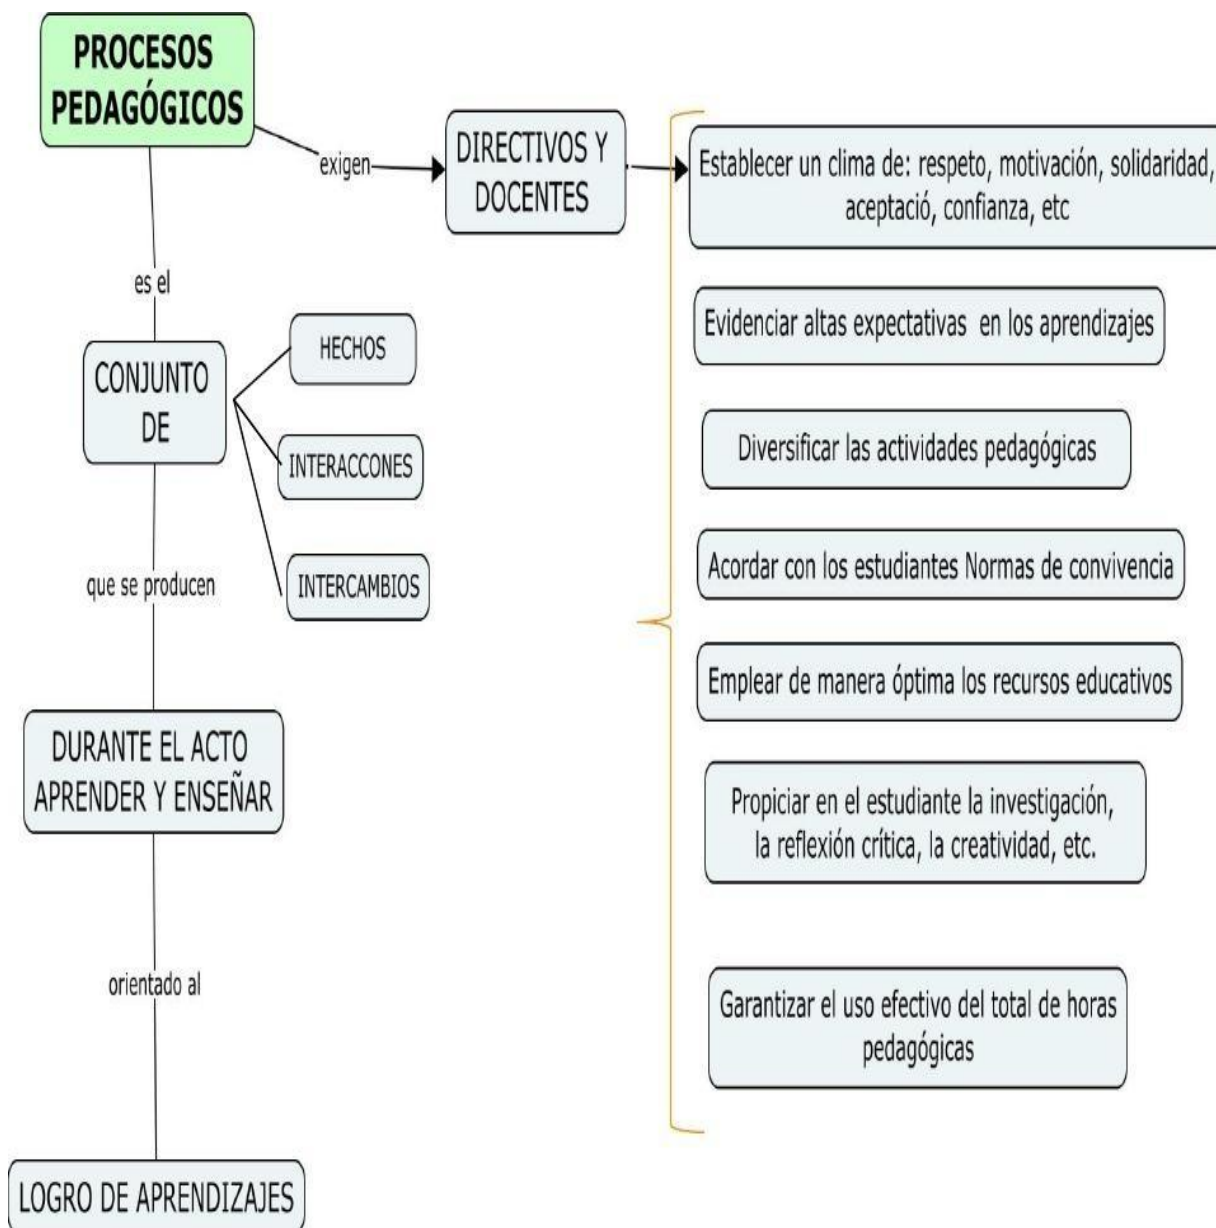 PROCESOS
PEDAGÓGICOS
exigen
DIRECTIVOS Y
DOCENTES
Establecer un clima de: respeto, motivación, solidaridad,
aceptació, confianza, etc
es el
CONJUNTO
DE
HECHOS
INTERACCONES
INTERCAMBIOS
que se producen
DURANTE EL ACTO
APRENDER Y ENSEÑAR
orientado al
LOGRO DE APRENDIZAJES
Evidenciar altas expectativas en los aprendizajes
Diversificar las actividades pedagógicas
Acordar con los estudiantes Normas de convivencia
Emplear de manera óptima los recursos educativos
Propiciar en el estudiante la investigación,
la reflexión crítica, la creatividad, etc.
Garantizar el uso efectivo del total de horas
pedagógicas